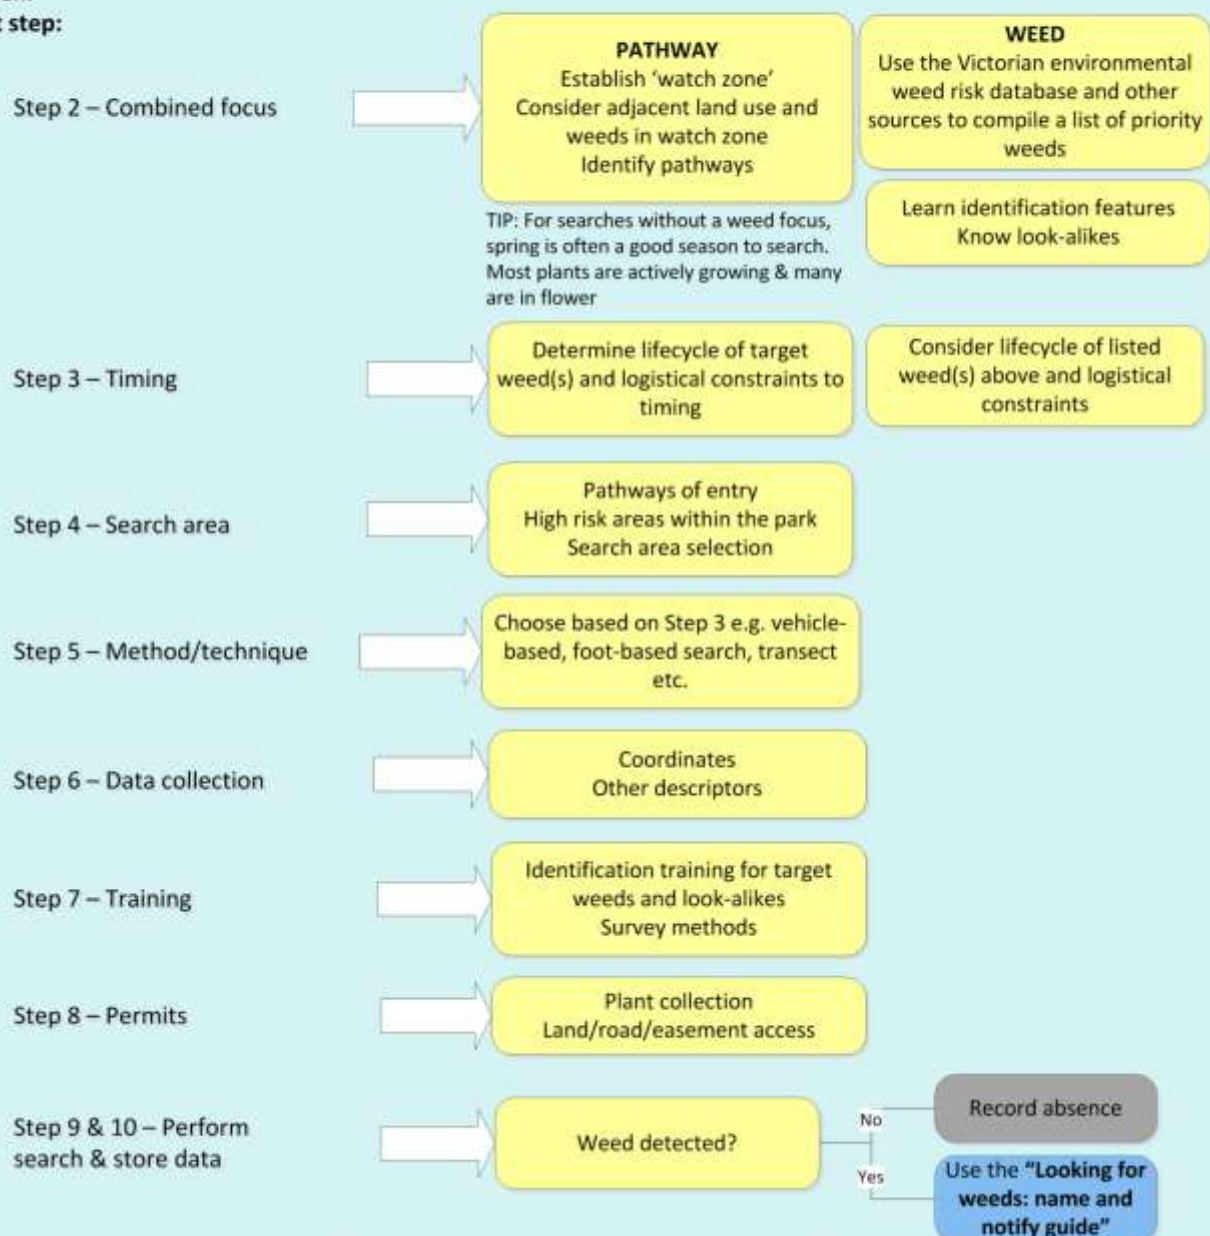 t step:
Step 2 – Combined focus
PATHWAY
Establish ‘watch zone’
Consider adjacent land use and
weeds in watch zone
Identify pathways
WEED
Use the Victorian environmental
weed risk database and other
sources to compile a list of priority
weeds
Learn identification features
Know look-alikes
TIP: For searches without a weed focus,
spring is often a good season to search.
Most plants are actively growing & many
are in flower
Step 3 – Timing
Determine lifecycle of target
weed(s) and logistical constraints to
timing
Consider lifecycle of listed
weed(s) above and logistical
constraints
Step 4 – Search area
Pathways of entry
High risk areas within the park
Search area selection
Step 5 – Method/technique
Choose based on Step 3 e.g. vehicle-
based, foot-based search, transect
etc.
Step 6 – Data collection
Coordinates
Other descriptors
Step 7 – Training
Identification training for target
weeds and look-alikes
Survey methods
Step 8 – Permits
Plant collection
Land/road/easement access
Step 9 & 10 – Perform
search & store data
Weed detected?
No
Record absence
Yes
Use the “Looking for
weeds: name and
notify guide”